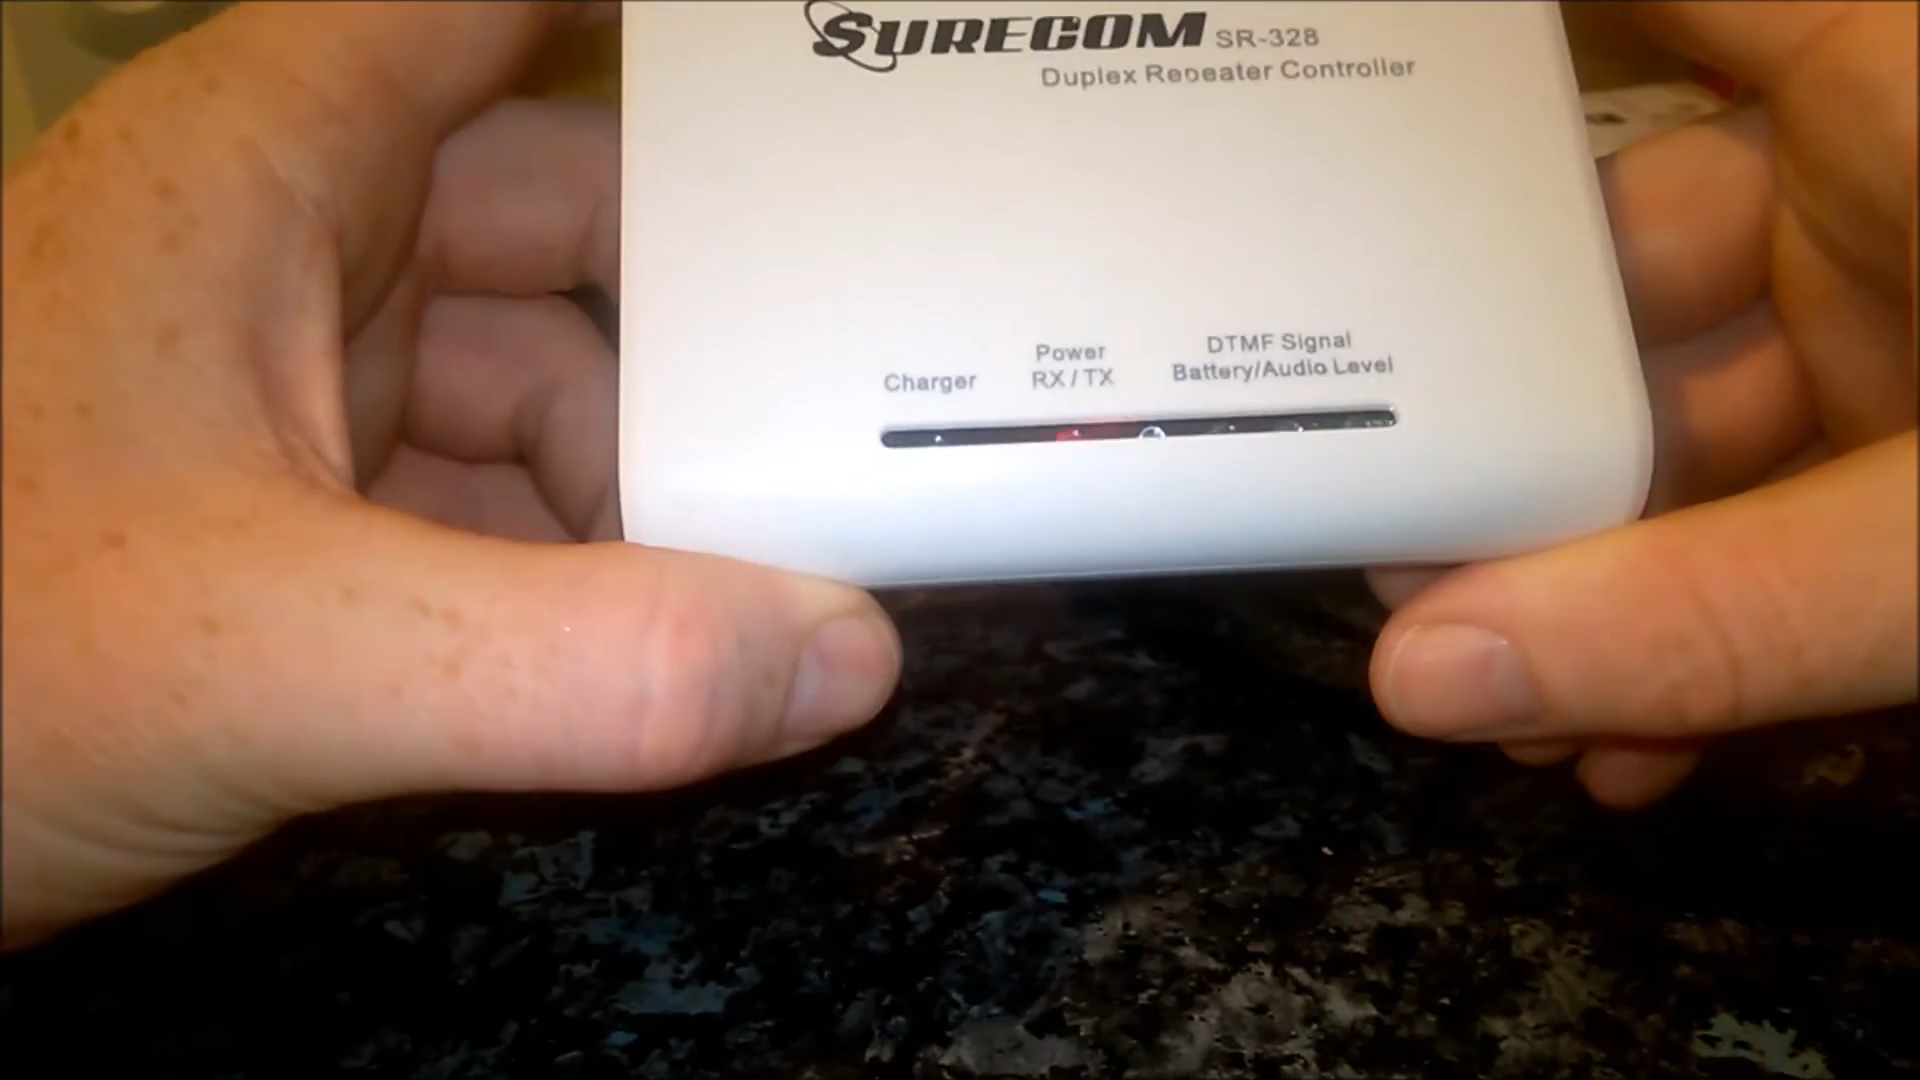 SURECOM SR-328
Duplex Repeater Controller
Charger
Power
RX / TX
DTMF Signal
Battery/Audio Level